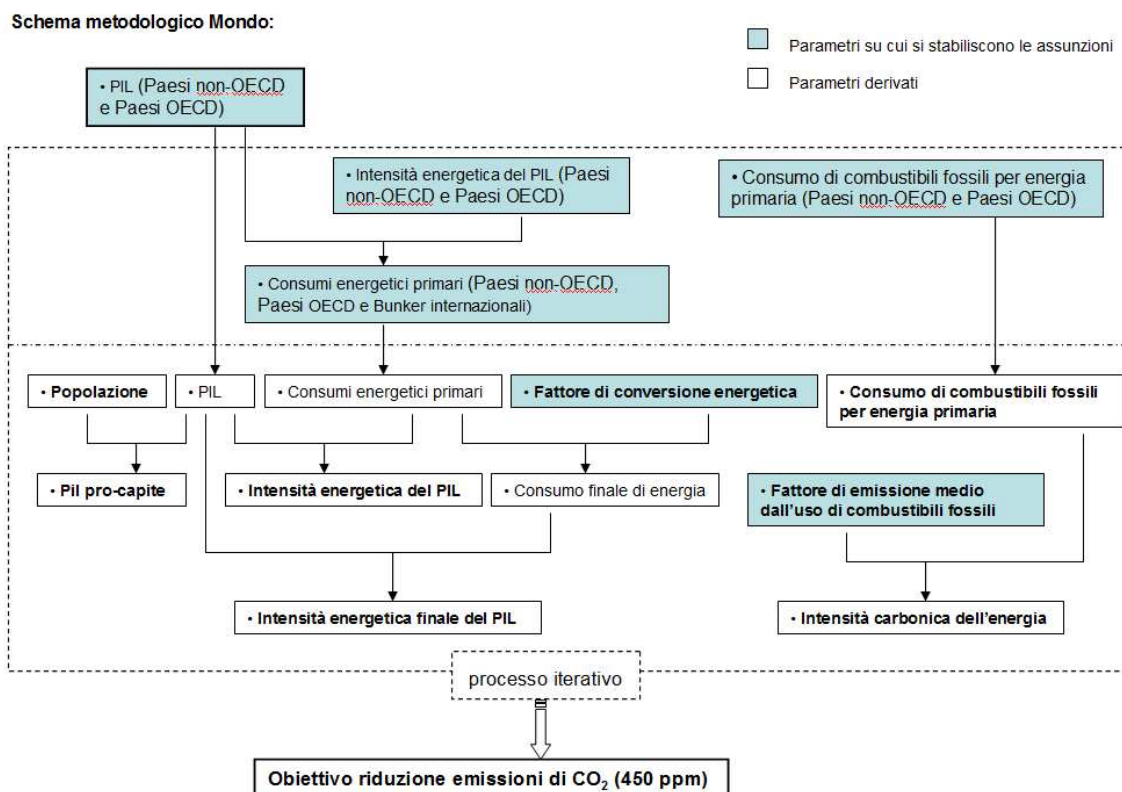 Schema metodologico Mondo:
Parametri su cui si stabiliscono le assunzioni
Parametri derivati
• PIL (Paesi non-OECD
e Paesi OECD)
• Intensità energetica del PIL (Paesi
non-OECD e Paesi OECD)
• Consumo di combustibili fossili per energia
primaria (Paesi non-OECD e Paesi OECD)
• Consumi energetici primari (Paesi non-OECD,
Paesi OECD e Bunker internazionali)
• Popolazione
• PIL
• Consumi energetici primari
• Fattore di conversione energetica
• Consumo di combustibili fossili
per energia primaria
• Pil pro-capite
• Intensità energetica del PIL
• Consumo finale di energia
• Fattore di emissione medio
dall'uso di combustibili fossili
• Intensità energetica finale del PIL
• Intensità carbonica dell'energia
processo iterativo
Obiettivo riduzione emissioni di CO₂ (450 ppm)